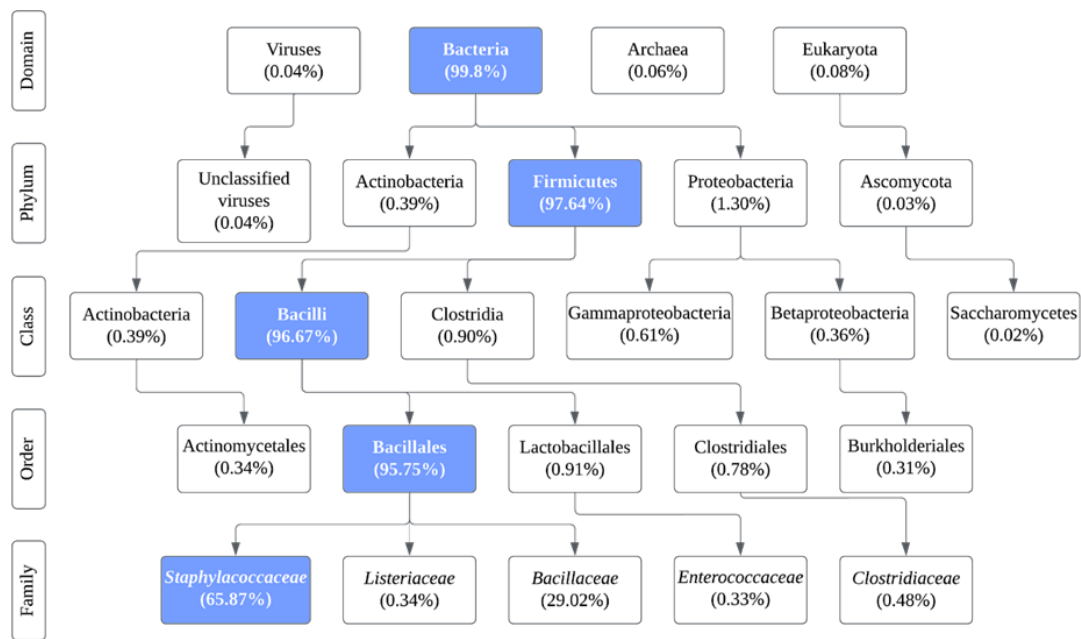 Domain
Viruses
(0.04%)
Bacteria
(99.8%)
Archaea
(0.06%)
Eukaryota
(0.08%)
Phylum
Unclassified
viruses
(0.04%)
Actinobacteria
(0.39%)
Firmicutes
(97.64%)
Proteobacteria
(1.30%)
Ascomycota
(0.03%)
Class
Actinobacteria
(0.39%)
Bacilli
(96.67%)
Clostridia
(0.90%)
Gammaproteobacteria
(0.61%)
Betaproteobacteria
(0.36%)
Saccharomycetes
(0.02%)
Order
Actinomycetales
(0.34%)
Bacillales
(95.75%)
Lactobacillales
(0.91%)
Clostridiales
(0.78%)
Burkholderiales
(0.31%)
Family
Staphylacoccaceae
(65.87%)
Listeriaceae
(0.34%)
Bacillaceae
(29.02%)
Enterococcaceae
(0.33%)
Clostridiaceae
(0.48%)